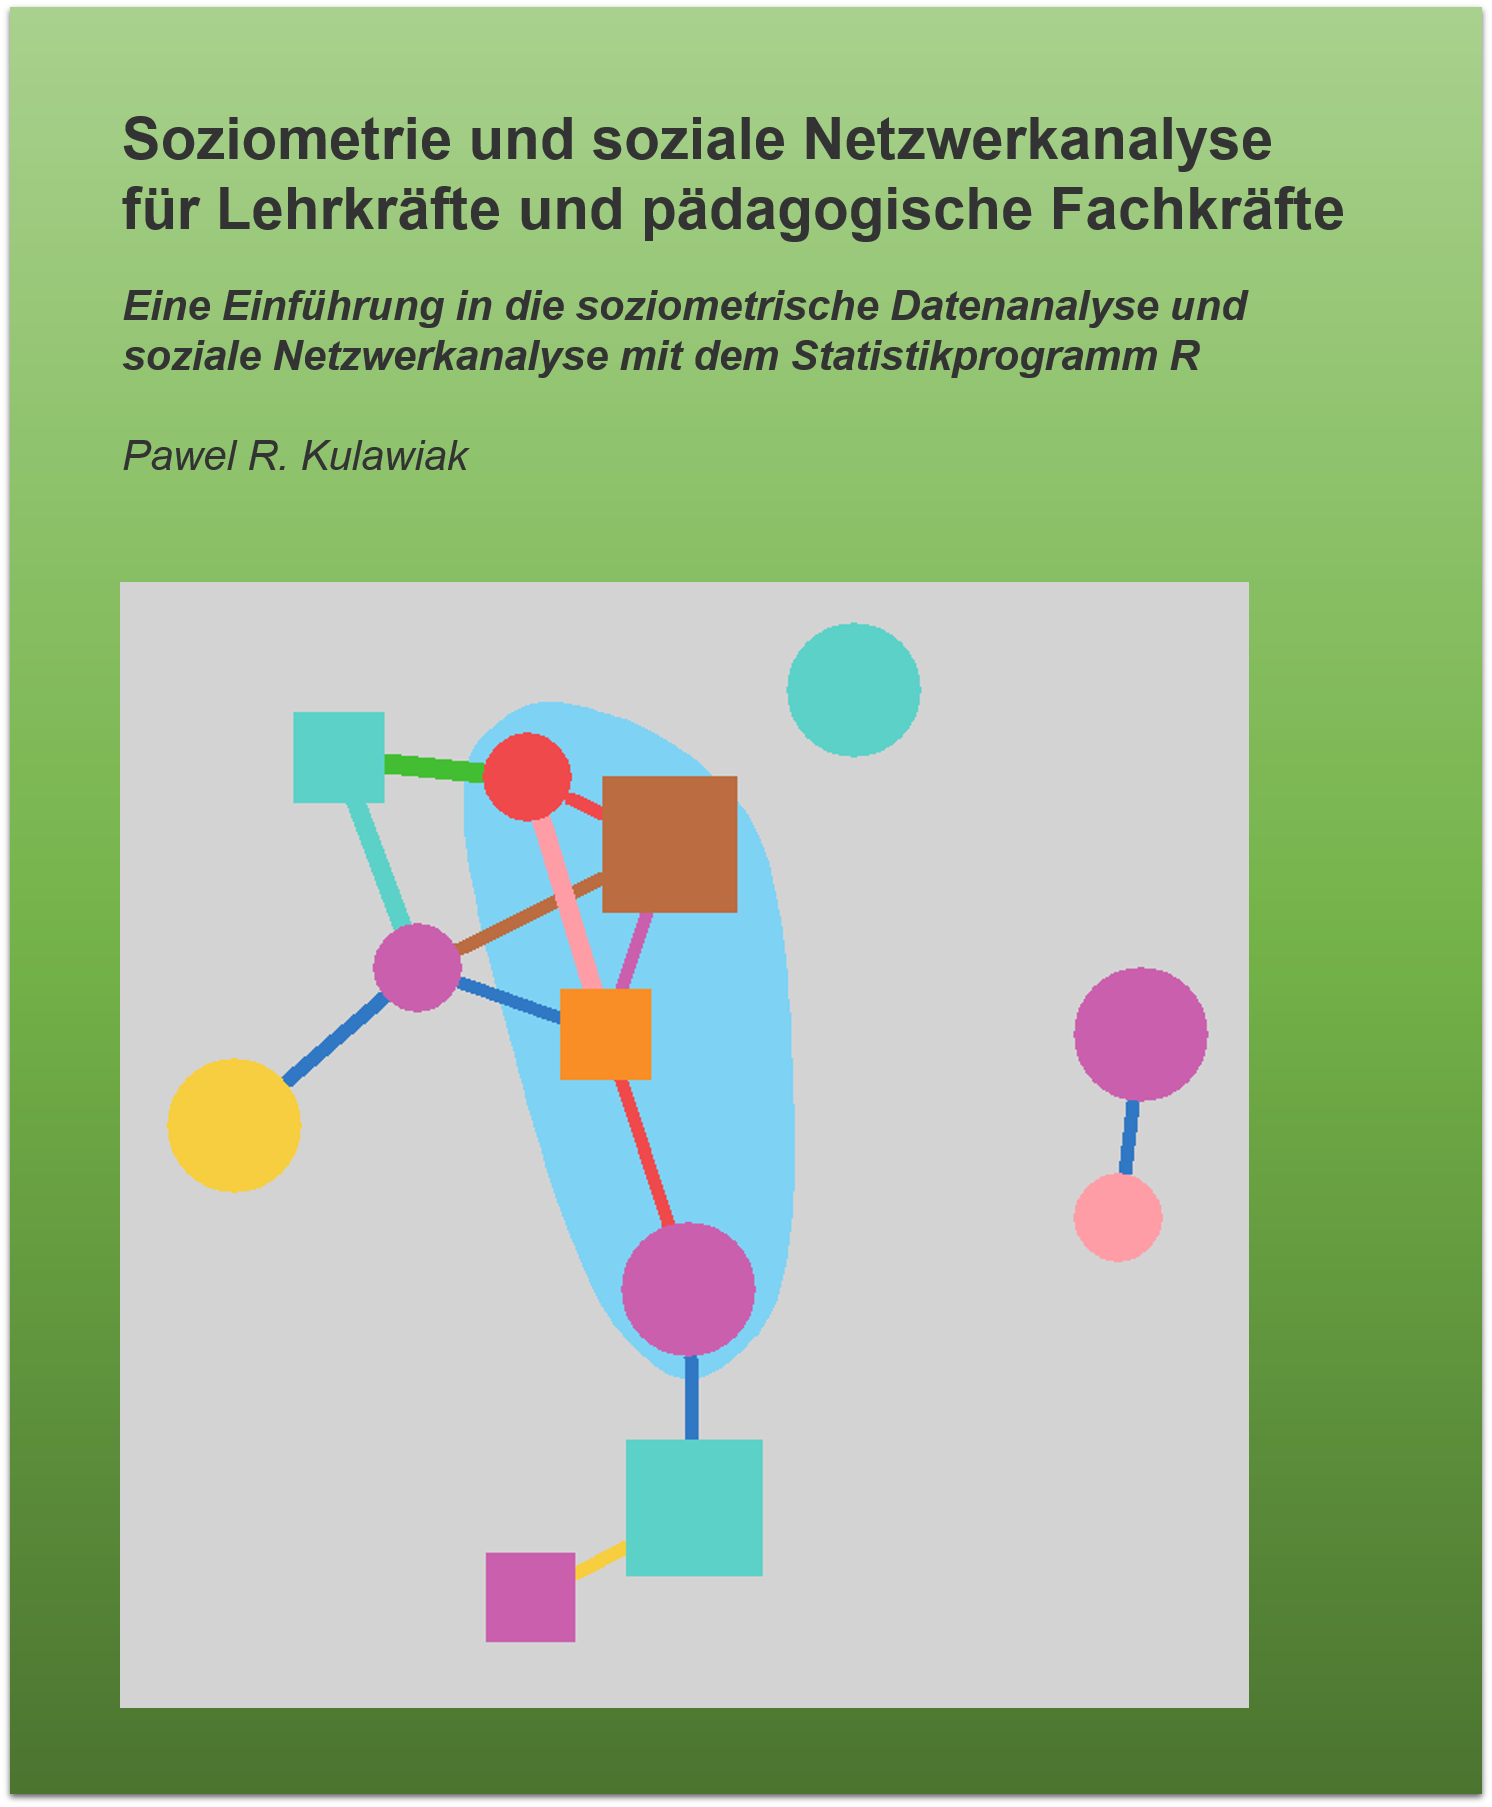 Soziometrie und soziale Netzwerkanalyse
für Lehrkräfte und pädagogische Fachkräfte
Eine Einführung in die soziometrische Datenanalyse und
soziale Netzwerkanalyse mit dem Statistikprogramm R
Pawel R. Kulawiak